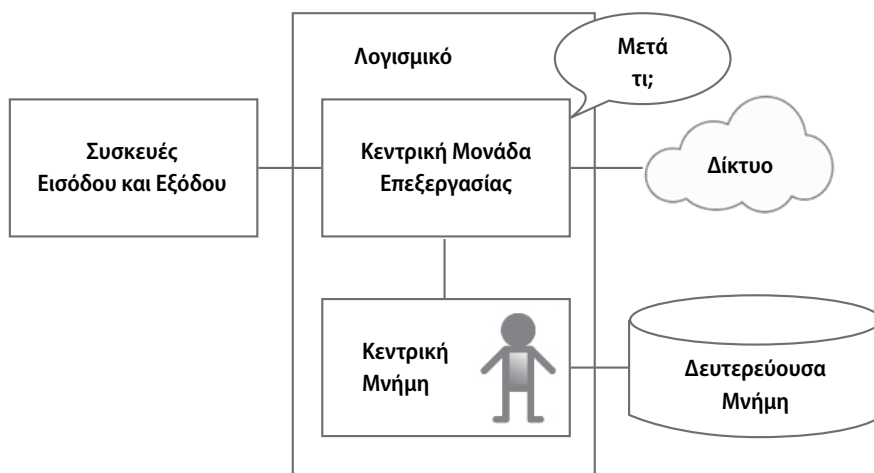 Λογισμικό
Μετά
τι;
Συσκευές
Εισόδου και Εξόδου
Κεντρική Μονάδα
Επεξεργασίας
Δίκτυο
Κεντρική
Μνήμη
Δευτερεύουσα
Μνήμη